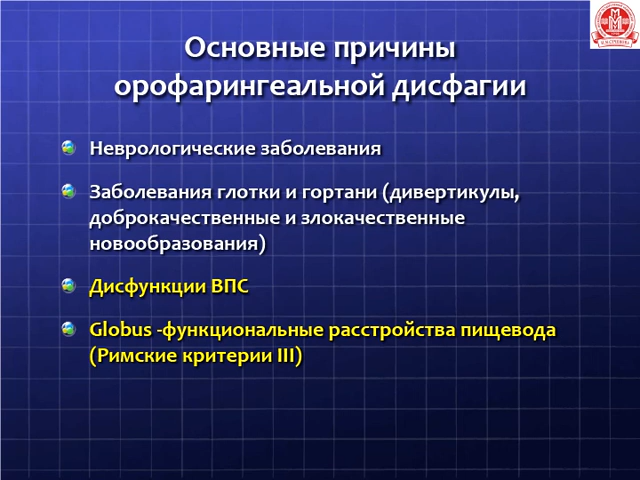 Основные причины
орофарингеальной дисфагии
Неврологические заболевания
Заболевания глотки и гортани (дивертикулы,
доброкачественные и злокачественные
новообразования)
Дисфункции ВПС
Globus -функциональные расстройства пищевода
(Римские критерии III)